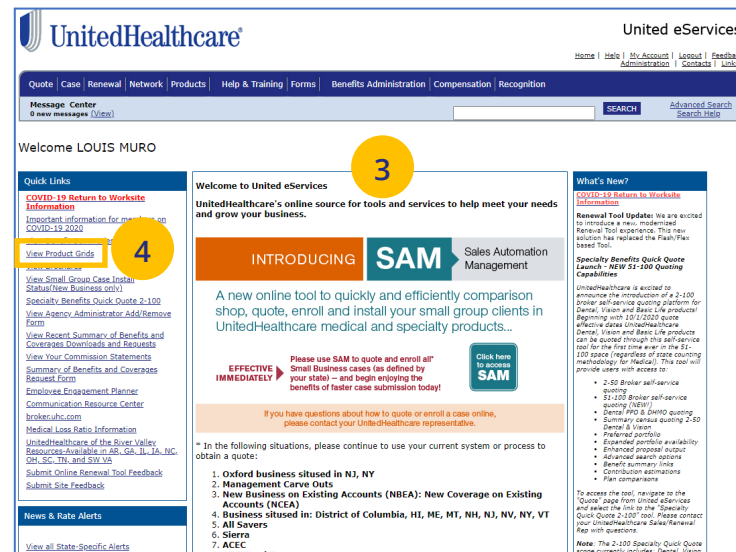 UnitedHealthcare®
United eServices
Home | Help | My Account | Logout | Feedba
Administration | Contacts | Link
Quote | Case | Renewal | Network | Products | Help & Training | Forms | Benefits Administration | Compensation | Recognition
Message Center
0 new messages (View)
SEARCH
Advanced Search
Search Help
Welcome LOUIS MURO
Quick Links
COVID-19 Return to Worksite
Information
Important information for members on
COVID-19 2020
View Product Grids
4
View Small Group Case Install
Status(New Business only)
Specialty Benefits Quick Quote 2-100
View Agency Administrator Add/Remove
Form
View Recent Summary of Benefits and
Coverages Downloads and Requests
View Your Commission Statements
Summary of Benefits and Coverages
Request Form
Employee Engagement Planner
Communication Resource Center
broker.uhc.com
Medical Loss Ratio Information
UnitedHealthcare of the River Valley
Resources-Available in AR, GA, IL, IA, NC,
OH, SC, TN, and SW VA
Submit Online Renewal Tool Feedback
Submit Site Feedback
News & Rate Alerts
View all State-Specific Alerts
3
Welcome to United eServices
UnitedHealthcare's online source for tools and services to help meet your needs
and grow your business.
INTRODUCING SAM Sales Automation
Management
A new online tool to quickly and efficiently comparison
shop, quote, enroll and install your small group clients in
UnitedHealthcare medical and specialty products...
EFFECTIVE
IMMEDIATELY
Please use SAM to quote and enroll all*
Small Business cases (as defined by
your state) – and begin enjoying the
benefits of faster case submission today!
Click here
to access
SAM
If you have questions about how to quote or enroll a case online,
please contact your UnitedHealthcare representative.
* In the following situations, please continue to use your current system or process to
obtain a quote:
1. Oxford business sitused in NJ, NY
2. Management Carve Outs
3. New Business on Existing Accounts (NBEA): New Coverage on Existing
Accounts (NCEA)
4. Business sitused in: District of Columbia, HI, ME, MT, NH, NJ, NV, NY, VT
5. All Savers
6. Sierra
7. ACEC
What's New?
COVID-19 Return to Worksite
Information
Renewal Tool Update: We are excited
to introduce a new, modernized
Renewal Tool experience. This new
solution has replaced the Flash/Flex
based Tool.
Specialty Benefits Quick Quote
Launch – NEW 51-100 Quoting
Capabilities
UnitedHealthcare is excited to
announce the introduction of a 2-100
broker self-service quoting platform for
Dental, Vision and Basic Life products!
Beginning with 10/1/2020 quote
effective dates UnitedHealthcare
Dental, Vision and Basic Life products
can be quoted through this self-service
tool for the first time ever in the 51-
100 space (regardless of state counting
methodology for Medical). This tool will
provide users with access to:
• 2-50 Broker self-service
quoting
• 51-100 Broker self-service
quoting (NEW!)
• Dental PPO & DHMO quoting
• Summary census quoting 2-50
Dental & Vision
• Preferred portfolio
• Expanded portfolio availability
• Enhanced proposal output
• Advanced search options
• Benefit summary links
• Contribution estimations
• Plan comparisons
To access the tool, navigate to the
"Quote" page from United eServices
and select the link to the "Specialty
Quick Quote 2-100" tool. Please contact
your UnitedHealthcare Sales/Renewal
Rep with questions.
Note: The 2-100 Specialty Quick Quote